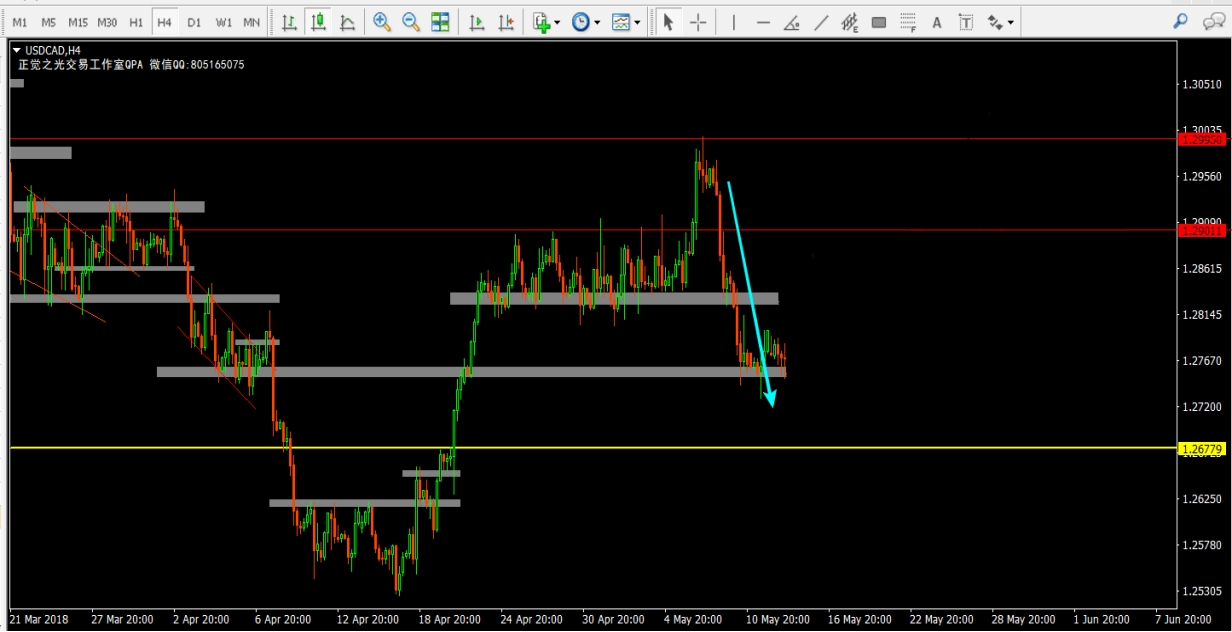 M1 M5 M15 M30 H1 H4 D1 W1 MN
E F A T
USDCAD,H4
正觉之光交易工作室QPA 微信QQ:805165075
1.30510
1.30035
1.29950
1.29560
1.29090
1.29011
1.28615
1.28145
1.27670
1.27200
1.26779
1.26250
1.25780
1.25305
21 Mar 2018 27 Mar 20:00 2 Apr 20:00 6 Apr 20:00 12 Apr 20:00 18 Apr 20:00 24 Apr 20:00 30 Apr 20:00 4 May 20:00 10 May 20:00 16 May 20:00 22 May 20:00 28 May 20:00 1 Jun 20:00 7 Jun 20:00